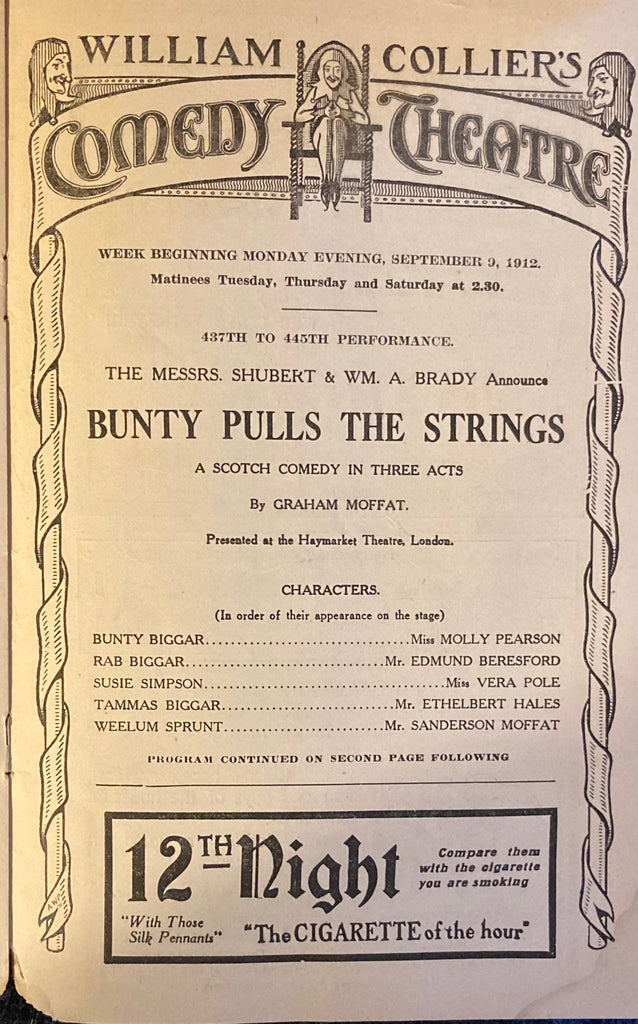 WILLIAM COLLIER'S
COMEDY THEATRE
WEEK BEGINNING MONDAY EVENING, SEPTEMBER 9, 1912.
Matinees Tuesday, Thursday and Saturday at 2.30.
437TH TO 445TH PERFORMANCE.
THE MESSRS. SHUBERT & WM. A. BRADY Announce
BUNTY PULLS THE STRINGS
A SCOTCH COMEDY IN THREE ACTS
By GRAHAM MOFFAT.
Presented at the Haymarket Theatre, London.
CHARACTERS.
(In order of their appearance on the stage)
BUNTY BIGGAR.................................Miss MOLLY PEARSON
RAB BIGGAR................................Mr. EDMUND BERESFORD
SUSIE SIMPSON.......................................Miss VERA POLE
TAMMAS BIGGAR............................Mr. ETHELBERT HALES
WEELUM SPRUNT..........................Mr. SANDERSON MOFFAT
PROGRAM CONTINUED ON SECOND PAGE FOLLOWING
12TH Night
Compare them
with the cigarette
you are smoking
"With Those
Silk Pennants"
"The CIGARETTE of the hour"